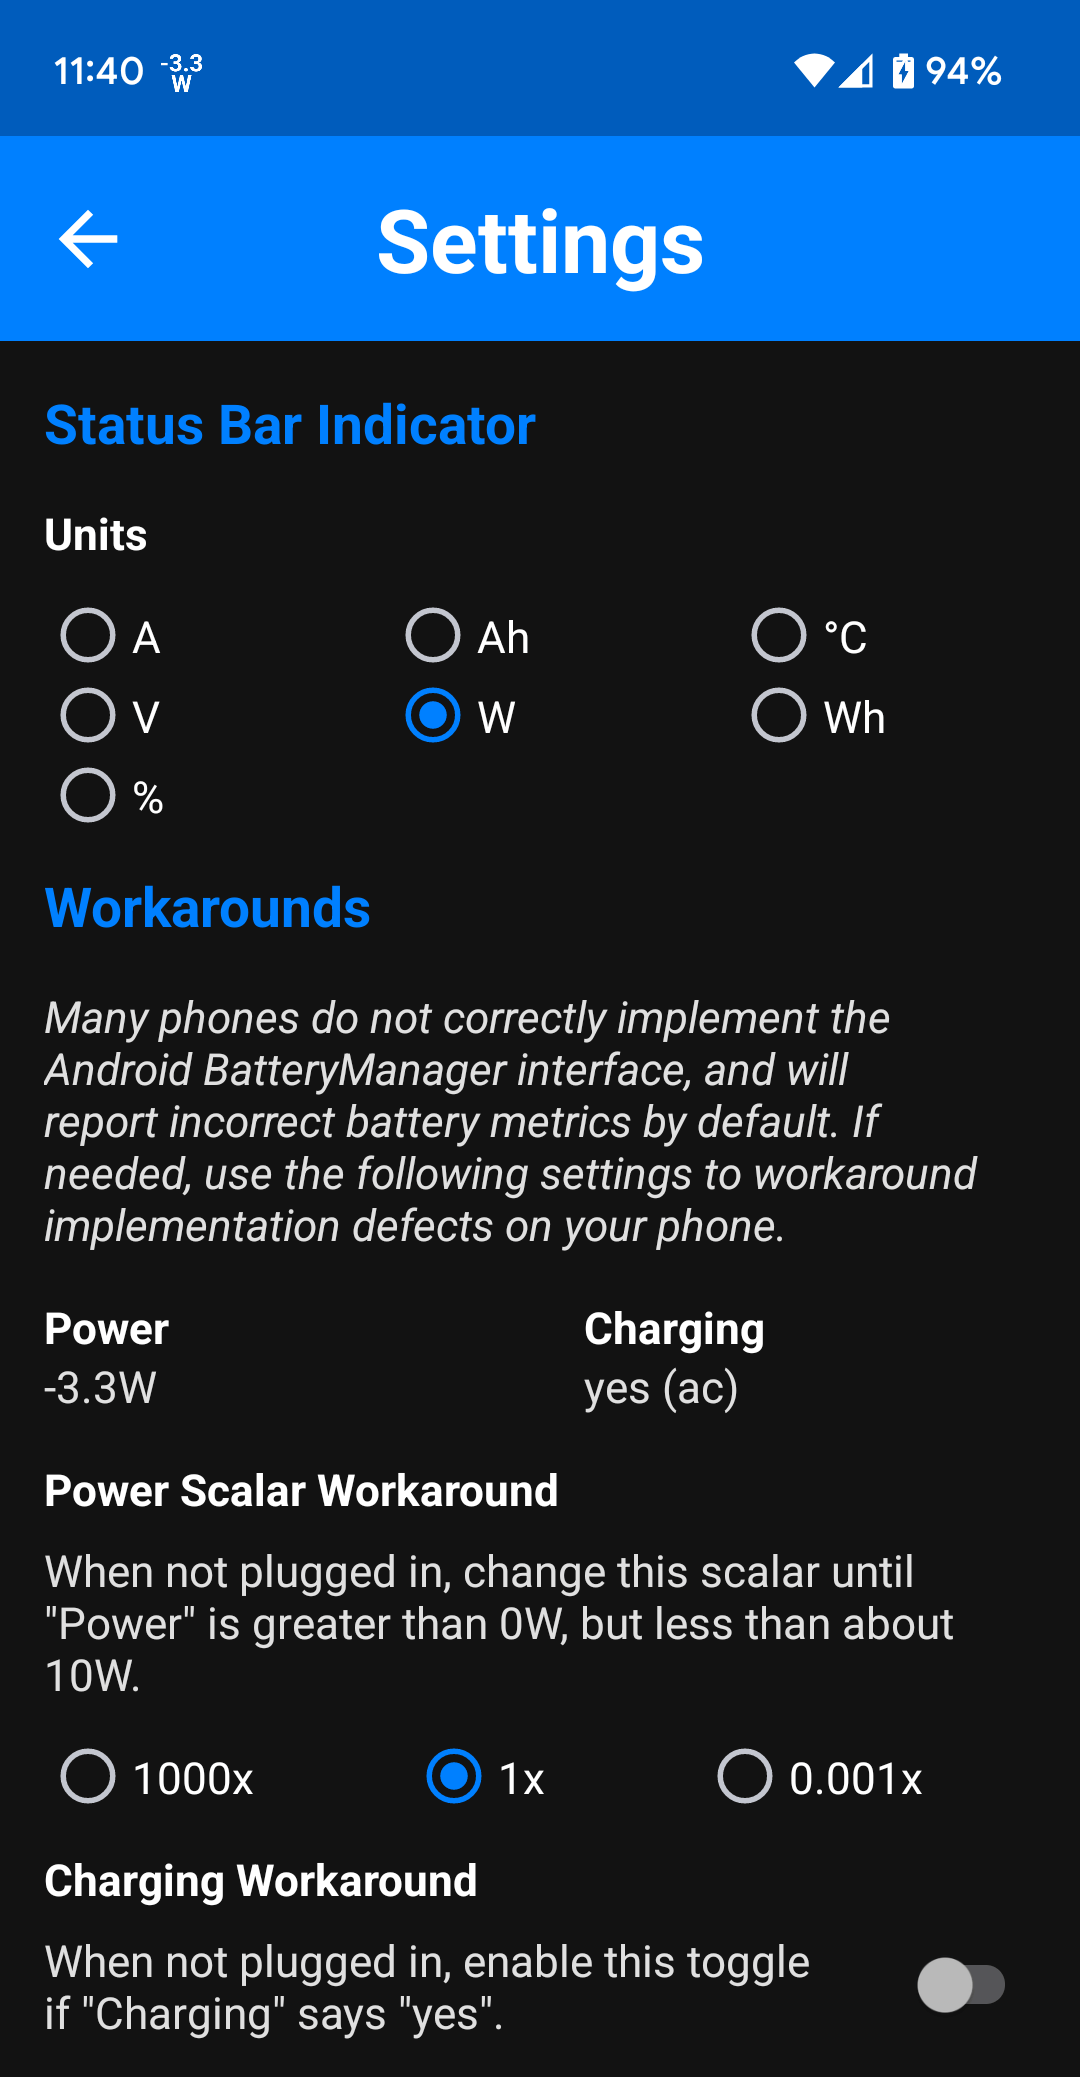 11:40 -3.3 W 94%
Settings
Status Bar Indicator
Units
A Ah °C
V W Wh
%
Workarounds
Many phones do not correctly implement the
Android BatteryManager interface, and will
report incorrect battery metrics by default. If
needed, use the following settings to workaround
implementation defects on your phone.
Power Charging
-3.3W yes (ac)
Power Scalar Workaround
When not plugged in, change this scalar until
"Power" is greater than 0W, but less than about
10W.
1000x 1x 0.001x
Charging Workaround
When not plugged in, enable this toggle
if "Charging" says "yes".